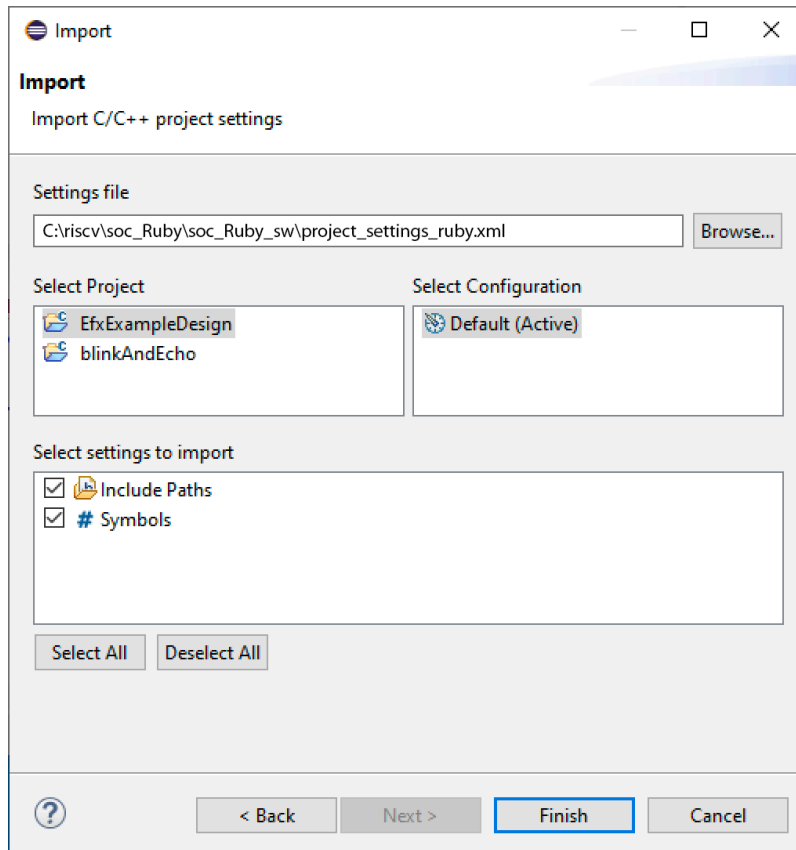 Import
Import
Import C/C++ project settings
Settings file
C:\riscv\soc_Ruby\soc_Ruby_sw\project_settings_ruby.xml
Browse...
Select Project
Select Configuration
EfxExampleDesign
Default (Active)
blinkAndEcho
Select settings to import
Include Paths
# Symbols
Select All
Deselect All
?
< Back
Next >
Finish
Cancel